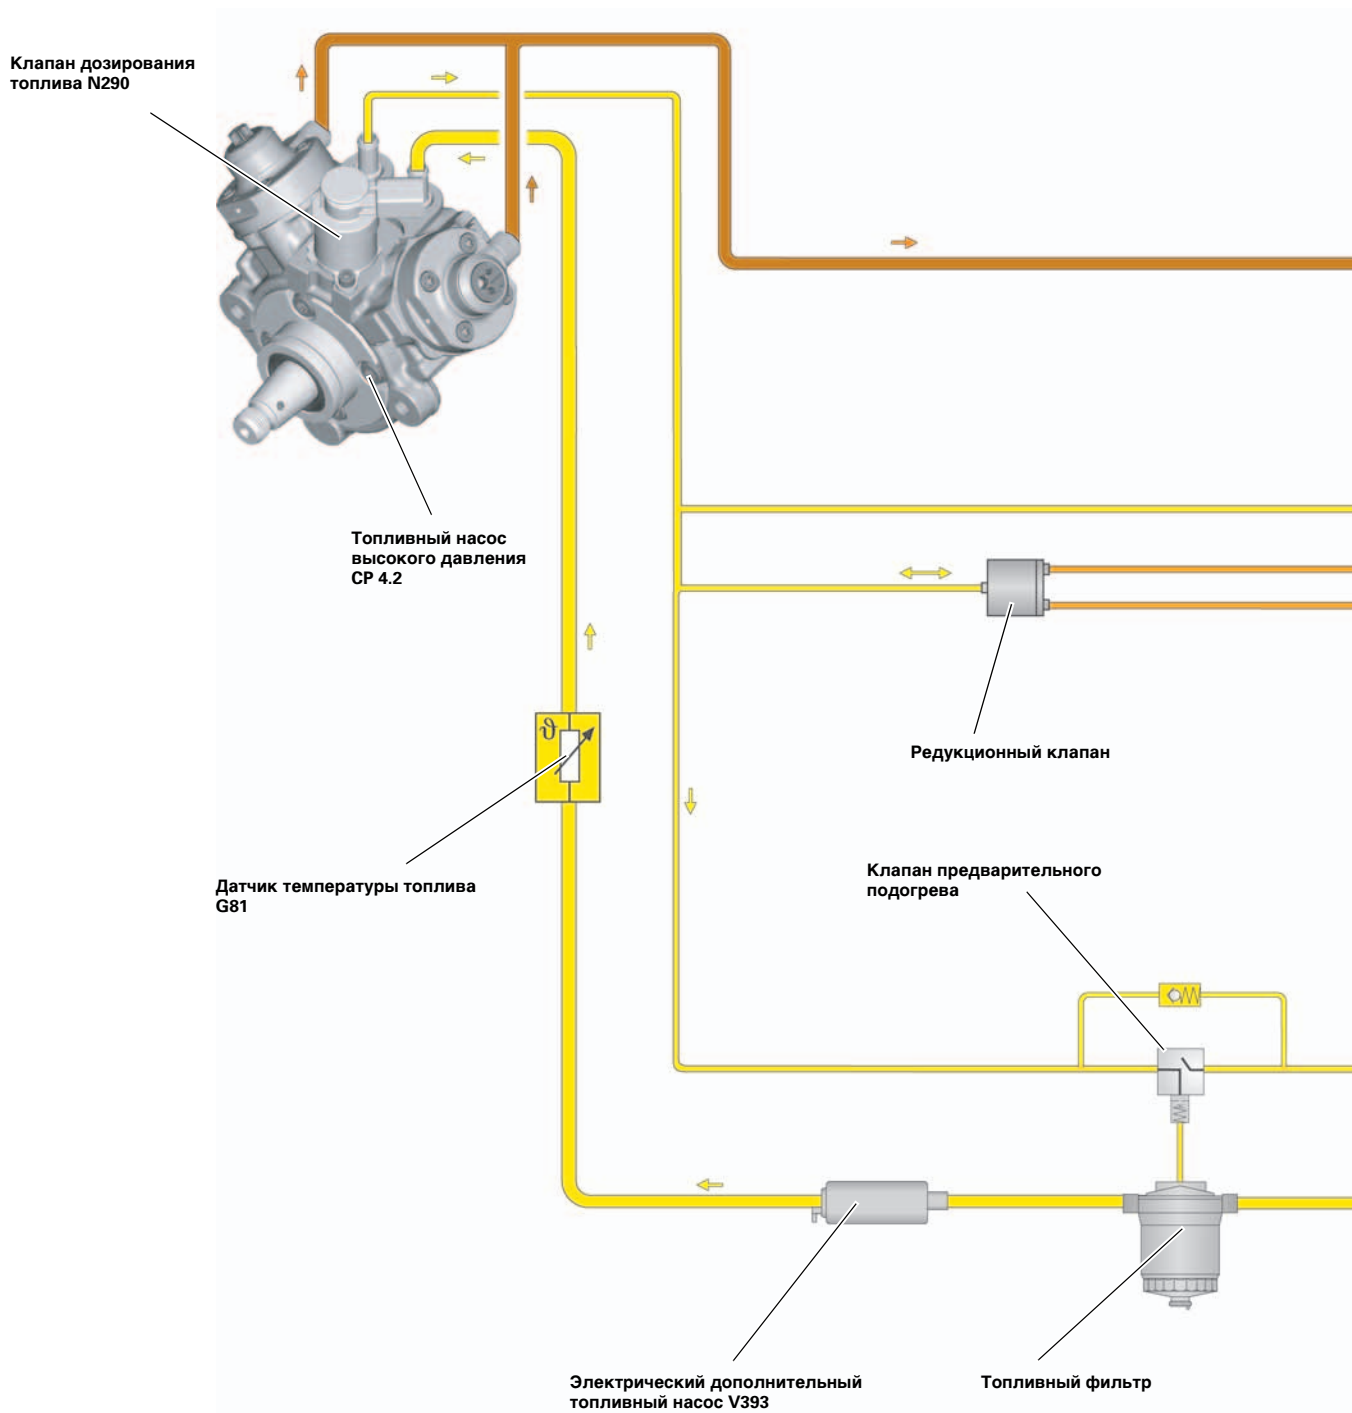 Клапан дозирования
топлива N290
Топливный насос
высокого давления
CP 4.2
ϑ
Редукционный клапан
Датчик температуры топлива
G81
Клапан предварительного
подогрева
Электрический дополнительный
топливный насос V393
Топливный фильтр